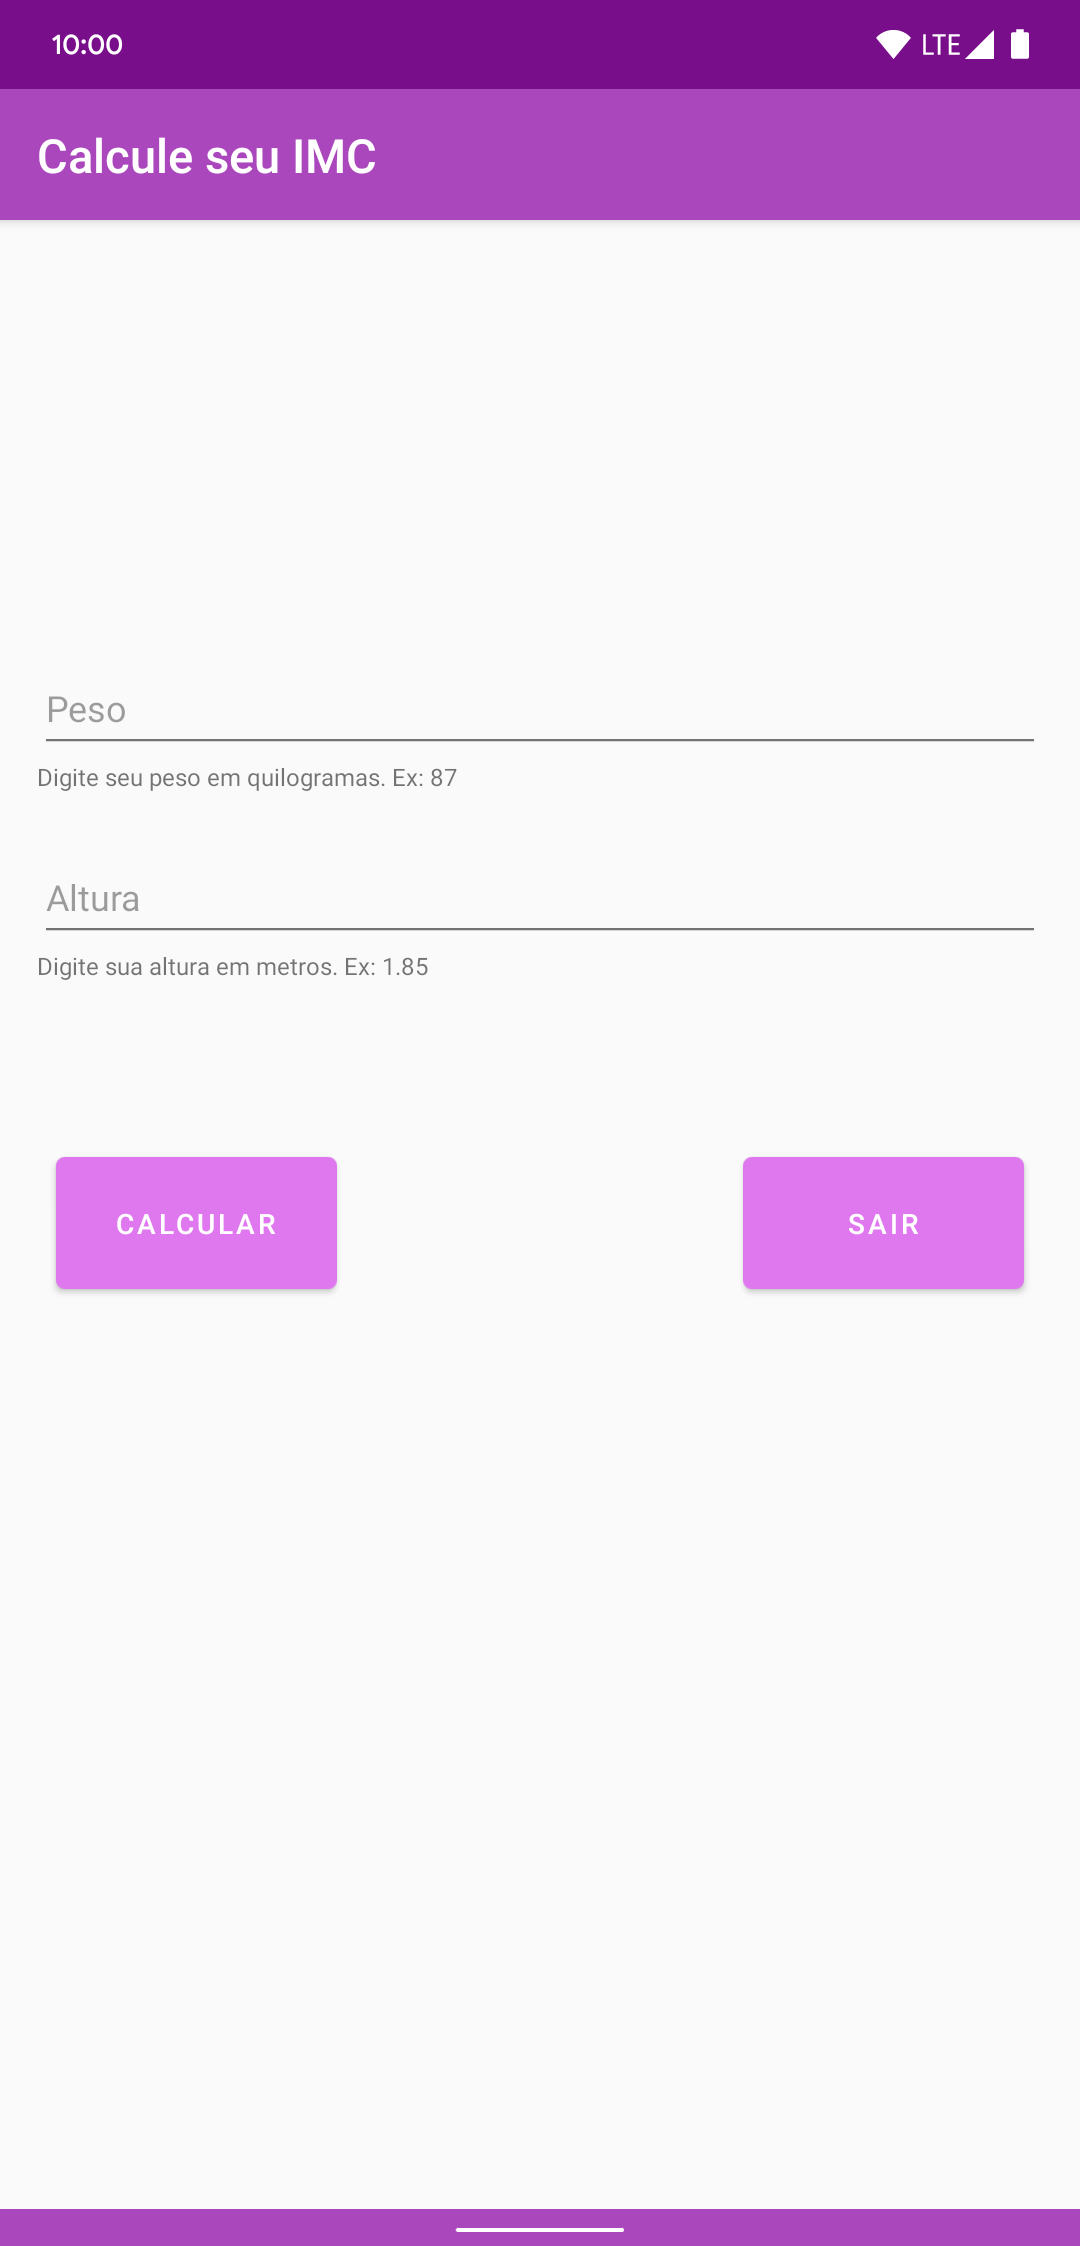 10:00
LTE
Calcule seu IMC
Peso
Digite seu peso em quilogramas. Ex: 87
Altura
Digite sua altura em metros. Ex: 1.85
CALCULAR
SAIR